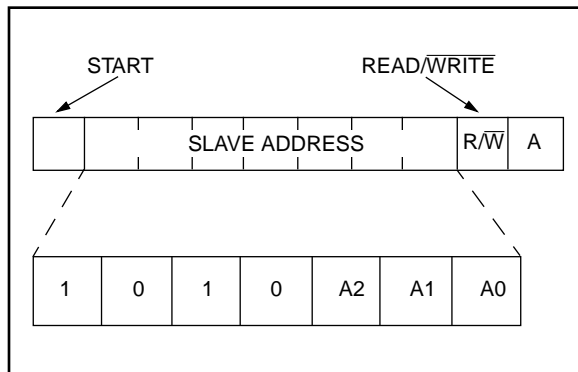 START READ/WRITE
SLAVE ADDRESS R/W A
1 0 1 0 A2 A1 A0